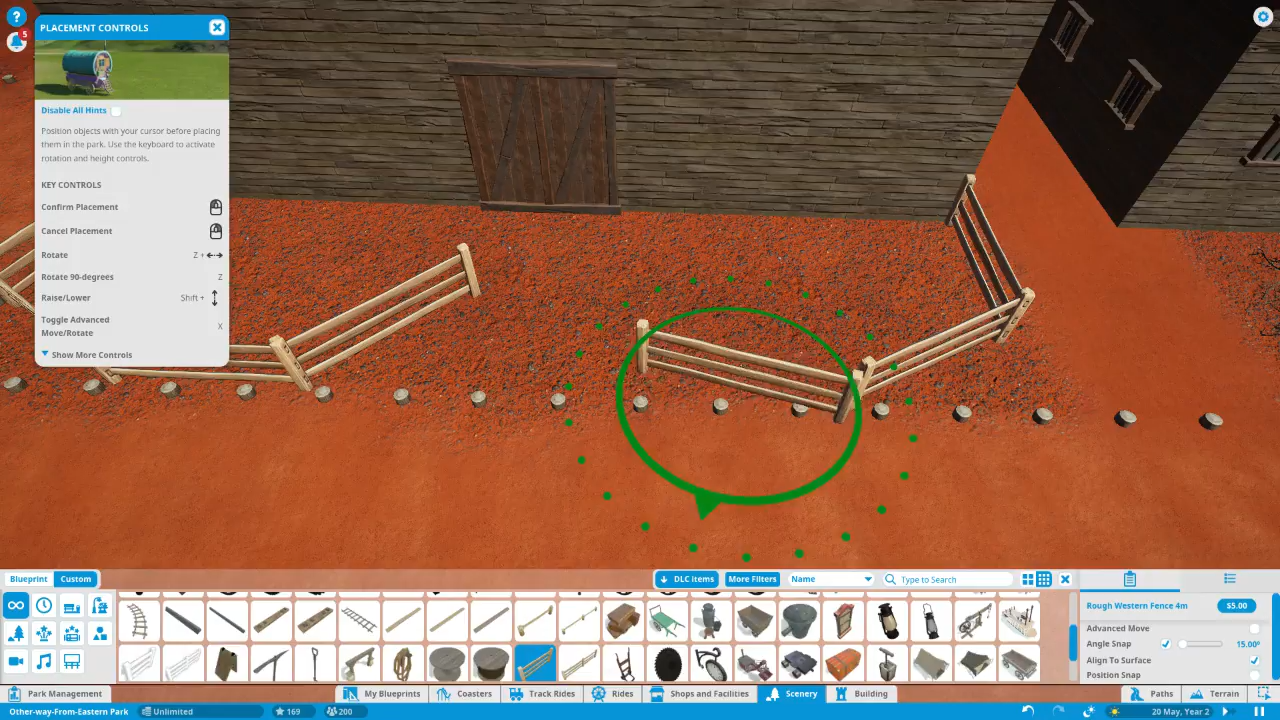 ?
5
PLACEMENT CONTROLS
Disable All Hints
Position objects with your cursor before placing
them in the park. Use the keyboard to activate
rotation and height controls.
KEY CONTROLS
Confirm Placement
Cancel Placement
Rotate Z +
Rotate 90-degrees Z
Raise/Lower Shift +
Toggle Advanced
Move/Rotate X
Show More Controls
Blueprint Custom DLC Items More Filters Name Type to Search
Rough Western Fence 4m $5.00
Advanced Move
Angle Snap 15.00º
Align To Surface
Position Snap
Park Management My Blueprints Coasters Track Rides Rides Shops and Facilities Scenery Building Paths Terrain
Other-way-From-Eastern Park Unlimited 169 200 20 May, Year 2